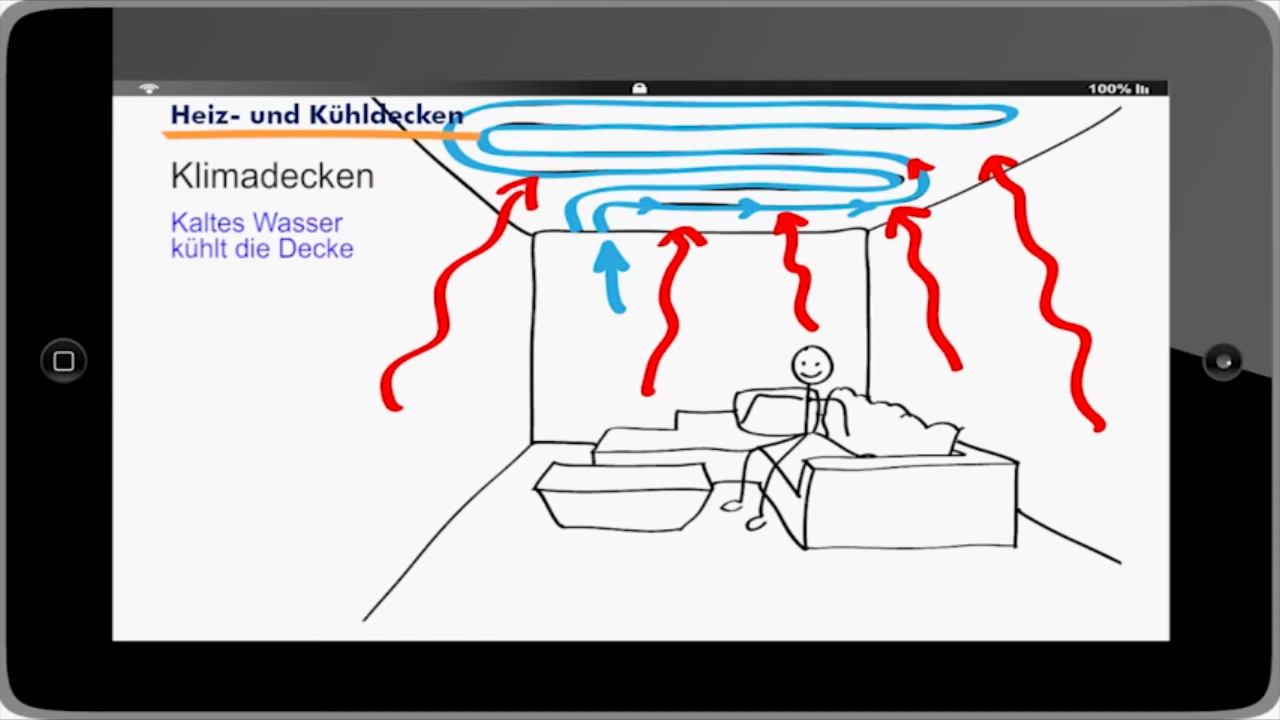 100%
Heiz- und Kühldecken
Klimadecken
Kaltes Wasser
kühlt die Decke